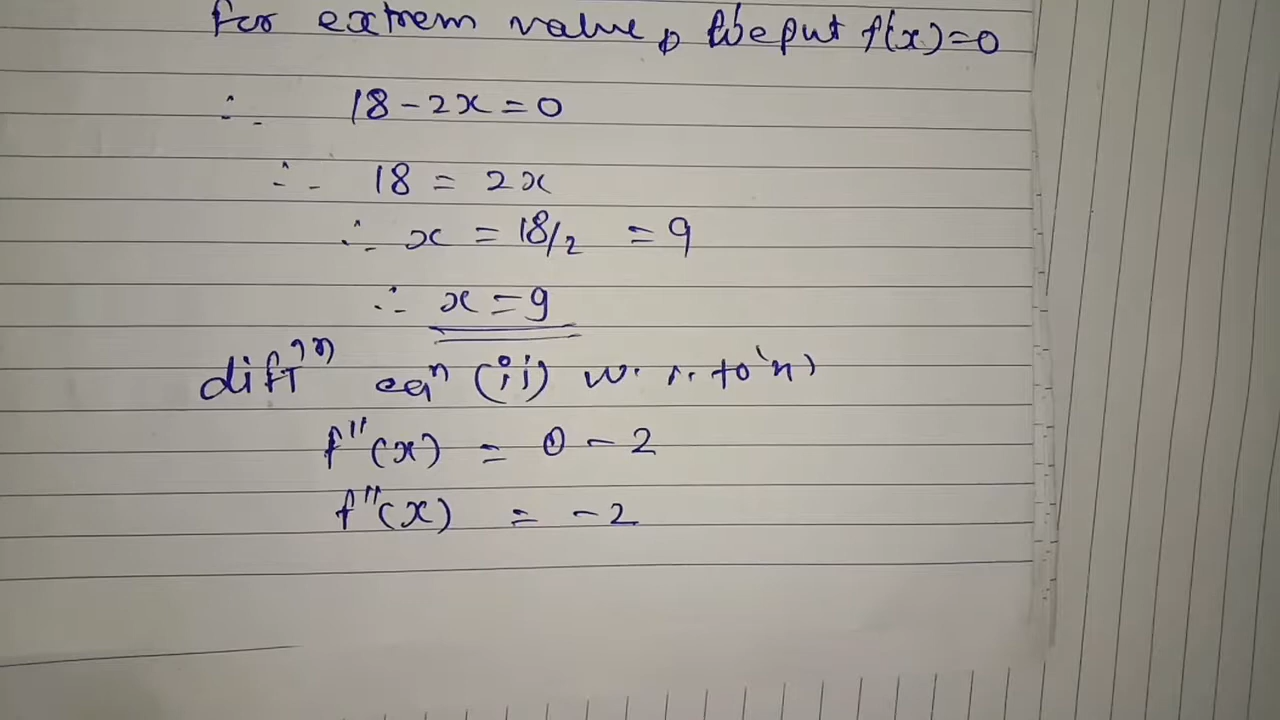 For extrem value, We put f'(x)=0
∴ 18-2x=0
∴ 18 = 2x
∴ x = 18/2 = 9
∴ x=9
diffⁿ eqⁿ (ii) w.r.to 'x'
f''(x) = 0 - 2
f''(x) = -2